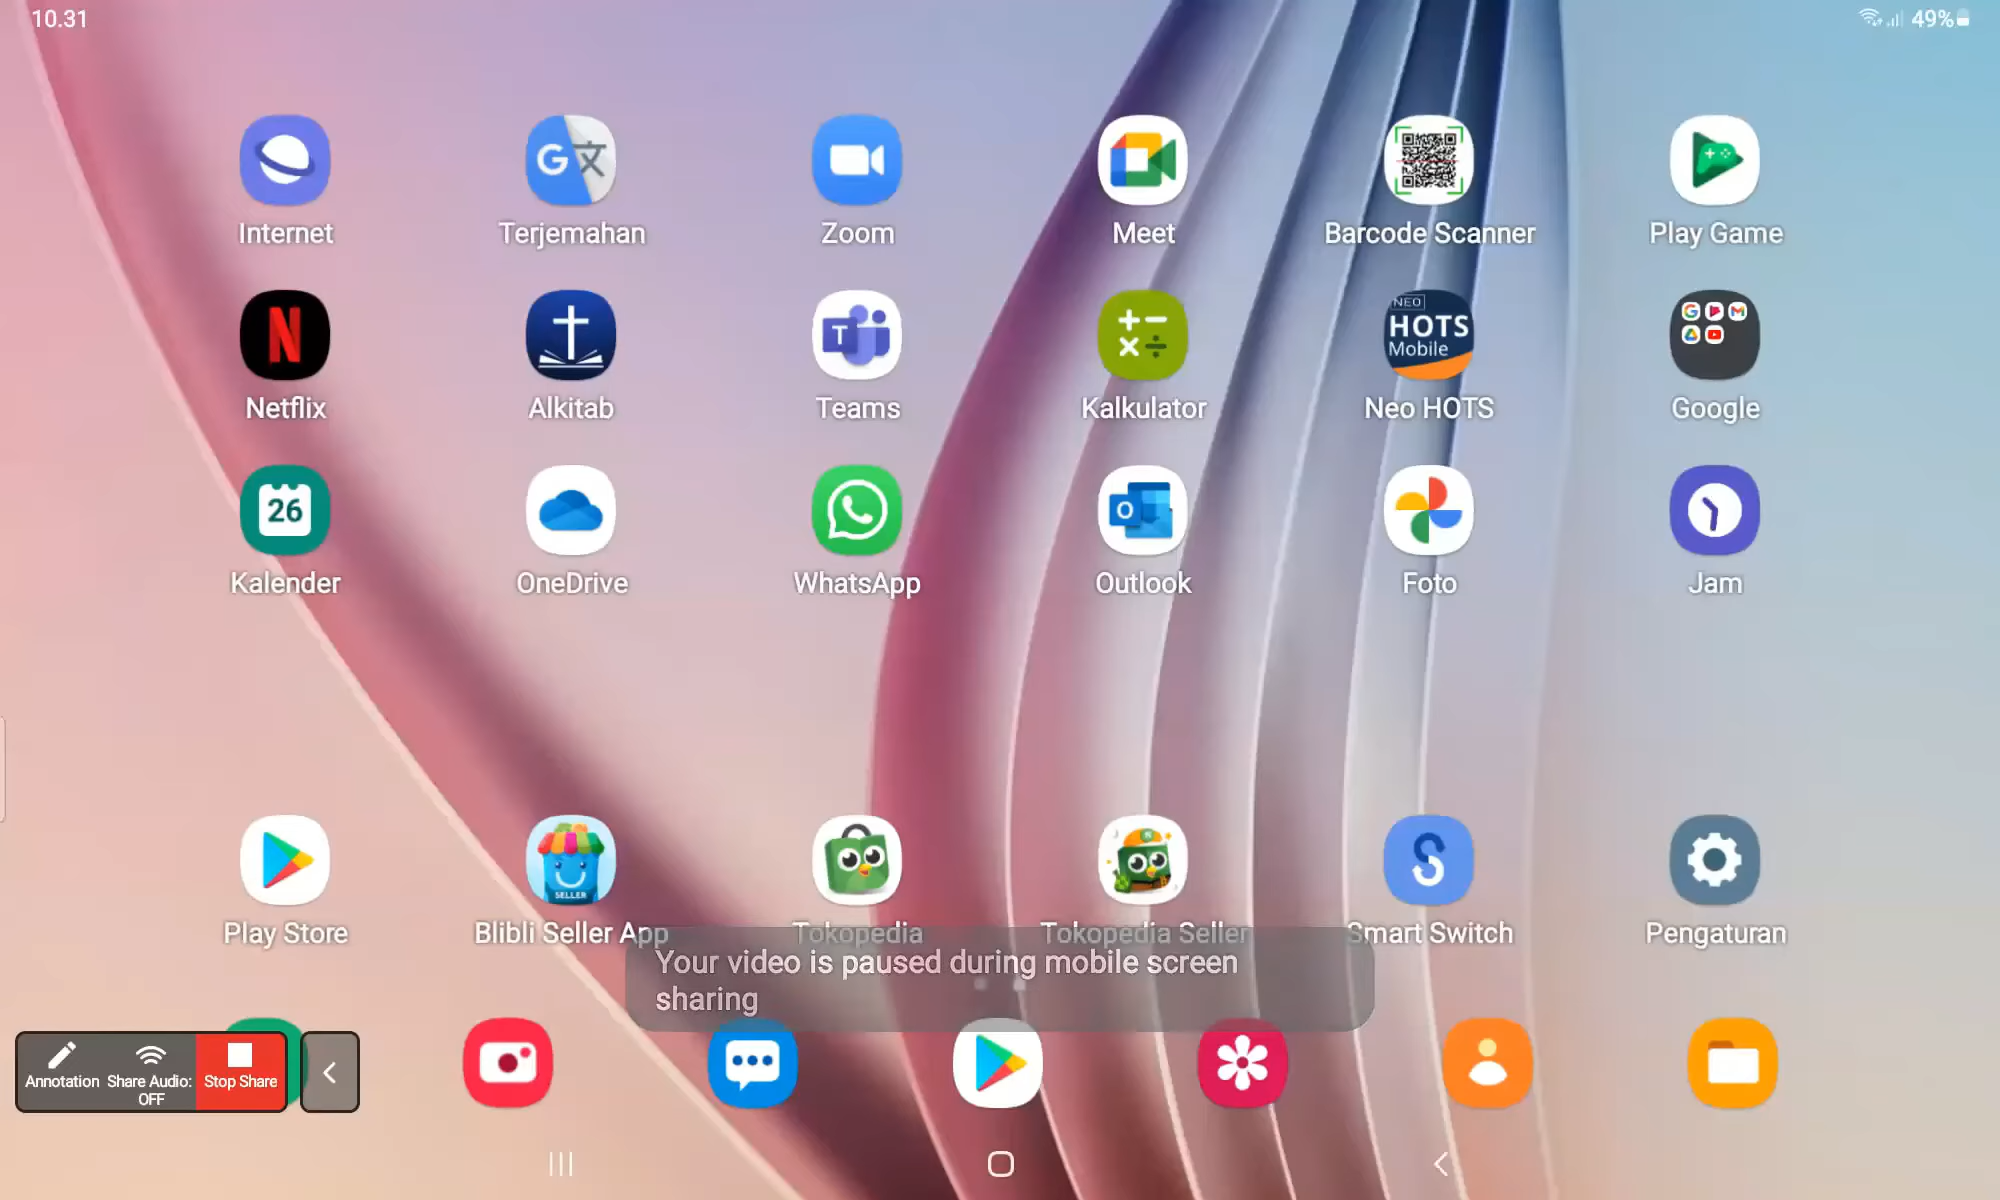 10.31
49%
Internet
Terjemahan
Zoom
Meet
Barcode Scanner
Play Game
NEO
HOTS
Mobile
Netflix
Alkitab
Teams
Kalkulator
Neo HOTS
Google
26
Kalender
OneDrive
WhatsApp
Outlook
Foto
Jam
SELLER
Play Store
Blibli Seller App
Tokopedia
Tokopedia Seller
Smart Switch
Pengaturan
Your video is paused during mobile screen
sharing
Annotation
Share Audio:
OFF
Stop Share